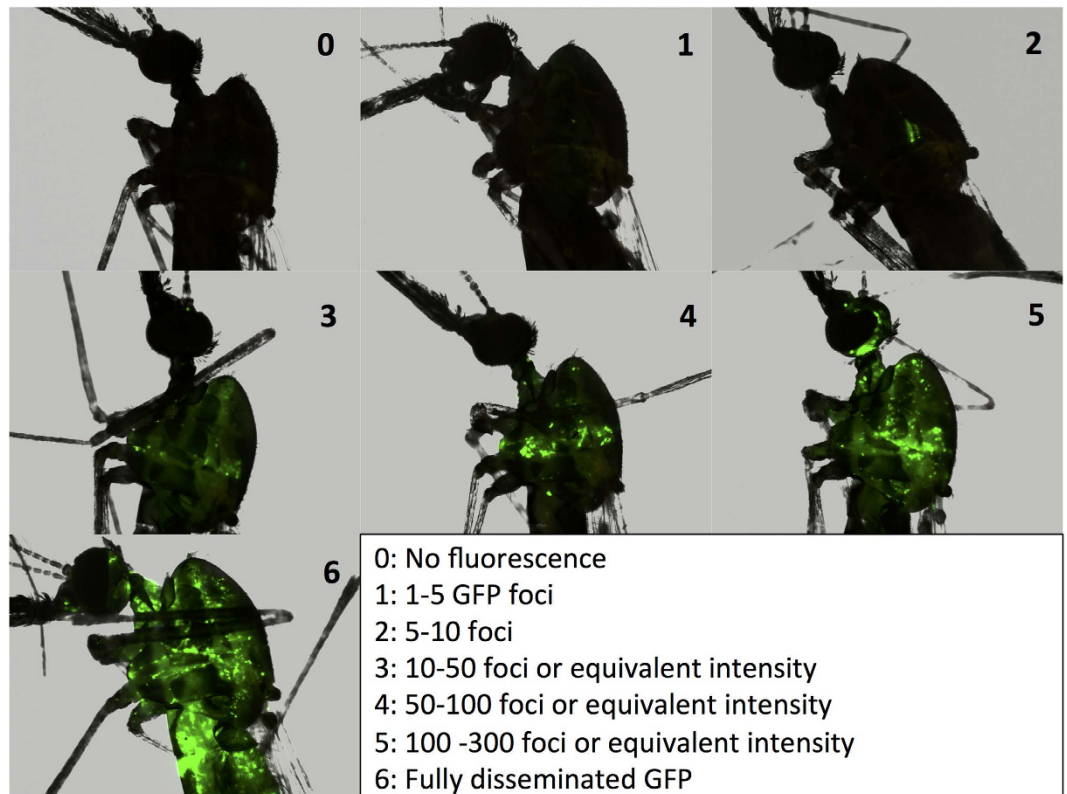 0
1
2
3
4
5
6
0: No fluorescence
1: 1-5 GFP foci
2: 5-10 foci
3: 10-50 foci or equivalent intensity
4: 50-100 foci or equivalent intensity
5: 100 -300 foci or equivalent intensity
6: Fully disseminated GFP